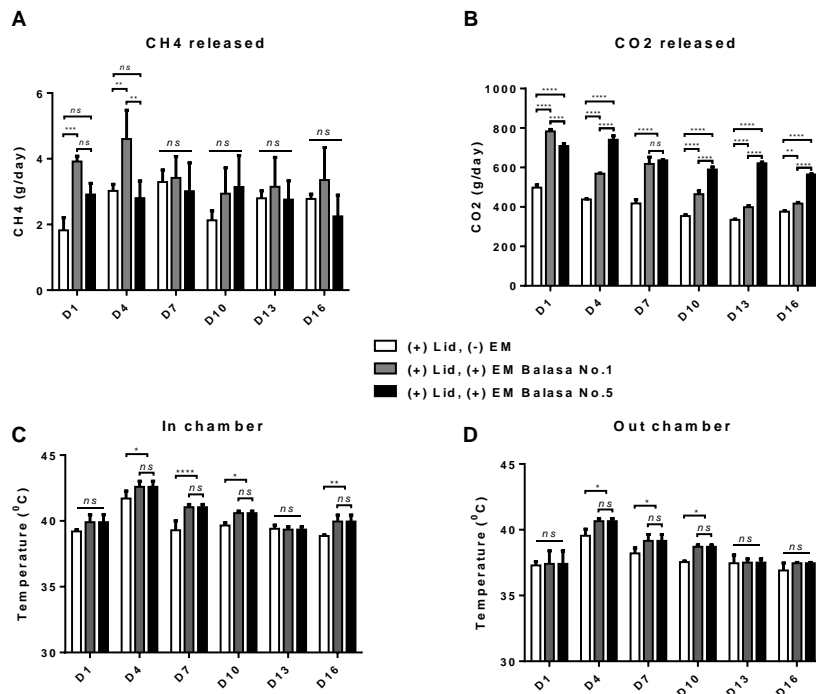 A
CH4 released
ns
**
**
ns
***
ns
ns
ns
ns
ns
6
4
2
0
CH4 (g/day)
D1
D4
D7
D10
D13
D16
B
CO2 released
****
****
****
****
****
****
****
ns
****
****
****
****
****
****
****
**
****
1000
800
600
400
200
0
CO2 (g/day)
D1
D4
D7
D10
D13
D16
(+) Lid, (-) EM
(+) Lid, (+) EM Balasa No.1
(+) Lid, (+) EM Balasa No.5
C
In chamber
ns
*
ns
****
ns
*
ns
ns
**
ns
45
40
35
30
Temperature (⁰C)
D1
D4
D7
D10
D13
D16
D
Out chamber
ns
*
ns
*
ns
*
ns
ns
ns
45
40
35
30
Temperature (⁰C)
D1
D4
D7
D10
D13
D16